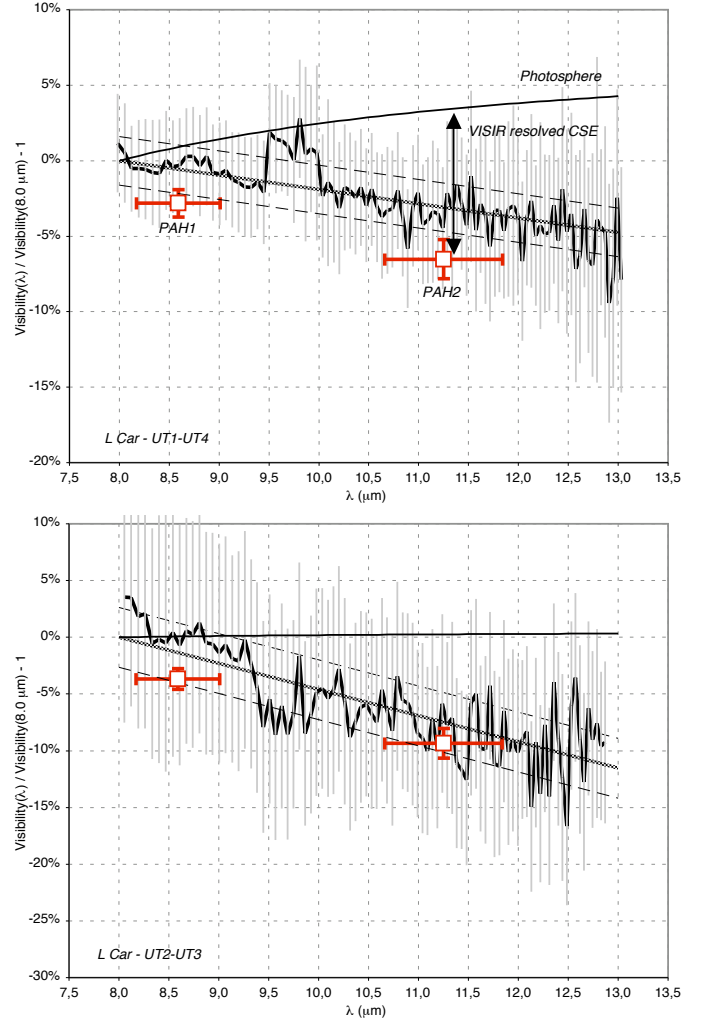 10%
5%
0%
-5%
-10%
-15%
-20%
Visibility(λ) / Visibility(8.0 μm) - 1
Photosphere
VISIR resolved CSE
PAH1
PAH2
L Car - UT1-UT4
7,5 8,0 8,5 9,0 9,5 10,0 10,5 11,0 11,5 12,0 12,5 13,0 13,5
λ (μm)
10%
5%
0%
-5%
-10%
-15%
-20%
-25%
-30%
Visibility(λ) / Visibility(8.0 μm) - 1
L Car - UT2-UT3
7,5 8,0 8,5 9,0 9,5 10,0 10,5 11,0 11,5 12,0 12,5 13,0 13,5
λ (μm)